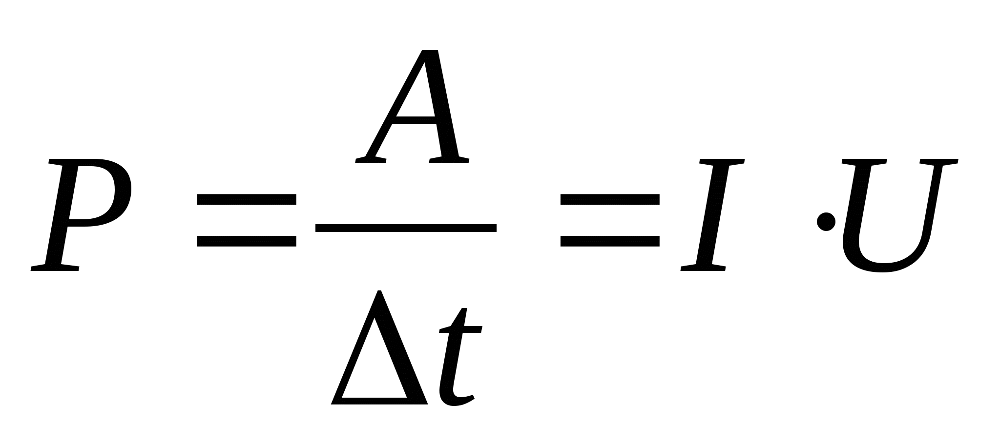 P = A/Δt = I · U